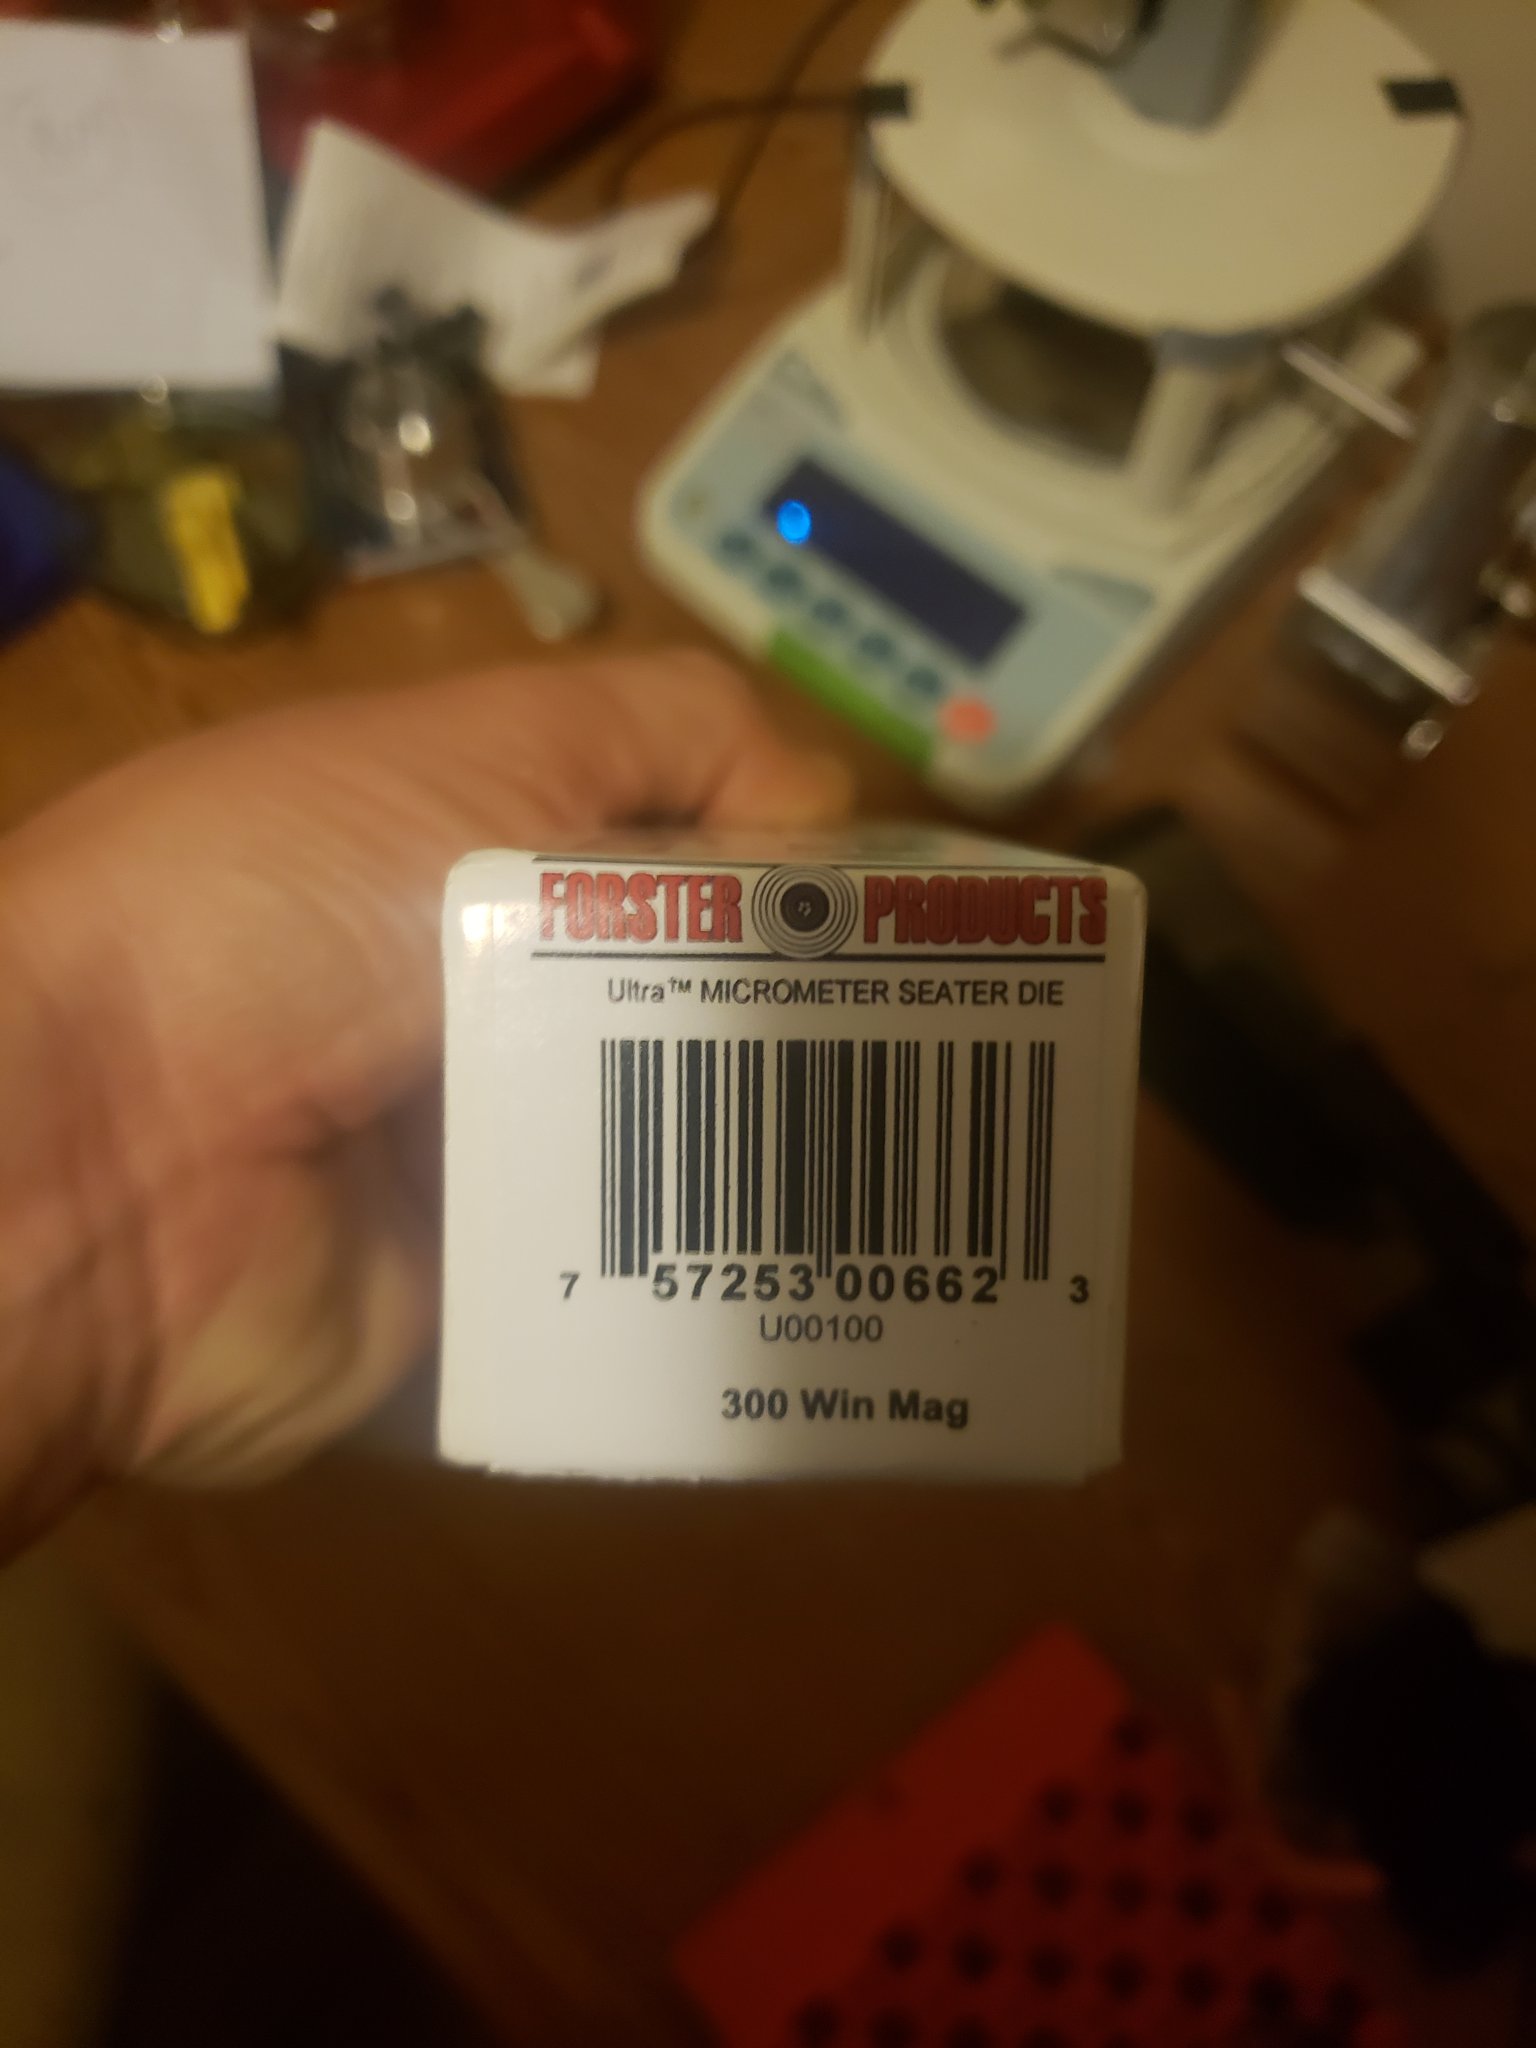 FORSTER PRODUCTS
Ultra™ MICROMETER SEATER DIE
7 57253 00662 3
U00100
300 Win Mag